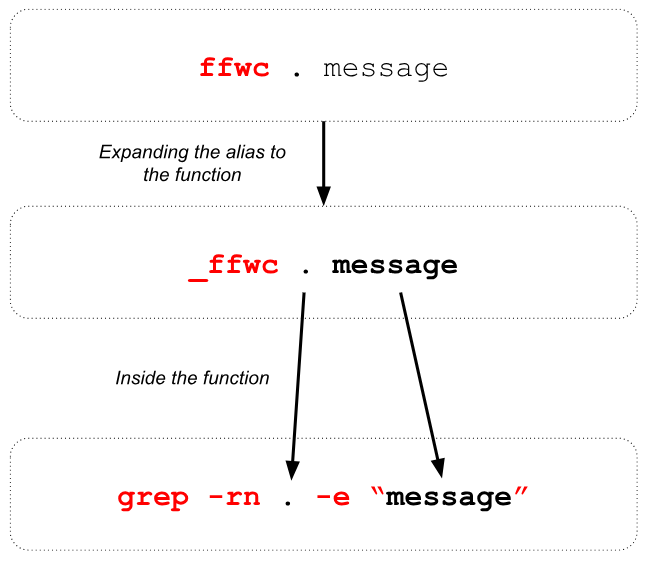 ffwc . message
Expanding the alias to
the function
_ffwc . message
Inside the function
grep -rn . -e “message”